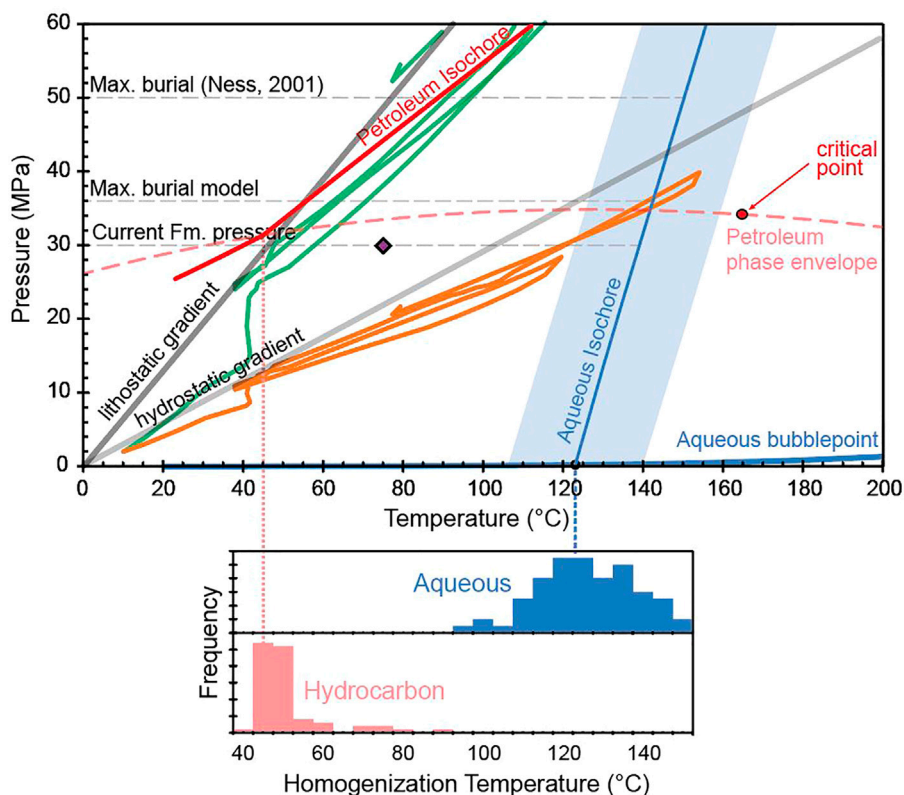 60
50
40
30
20
10
0
Pressure (MPa)
Max. burial (Ness, 2001)
Max. burial model
Current Fm. pressure
lithostatic gradient
hydrostatic gradient
Petroleum Isochore
Aqueous Isochore
critical
point
Petroleum
phase envelope
Aqueous bubblepoint
0
20
40
60
80
100
120
140
160
180
200
Temperature (°C)
Frequency
Aqueous
Hydrocarbon
40
60
80
100
120
140
Homogenization Temperature (°C)